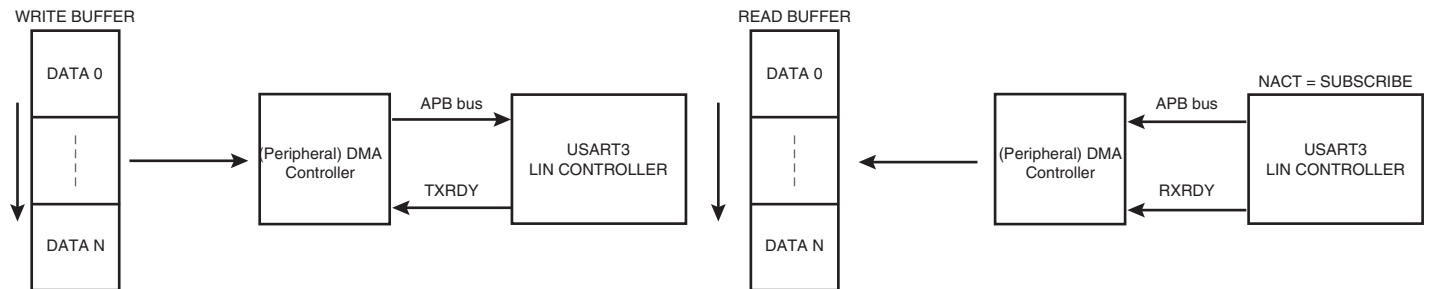 WRITE BUFFER
DATA 0
DATA N
(Peripheral) DMA
Controller
APB bus
TXRDY
USART3
LIN CONTROLLER
READ BUFFER
DATA 0
DATA N
(Peripheral) DMA
Controller
APB bus
RXRDY
NACT = SUBSCRIBE
USART3
LIN CONTROLLER